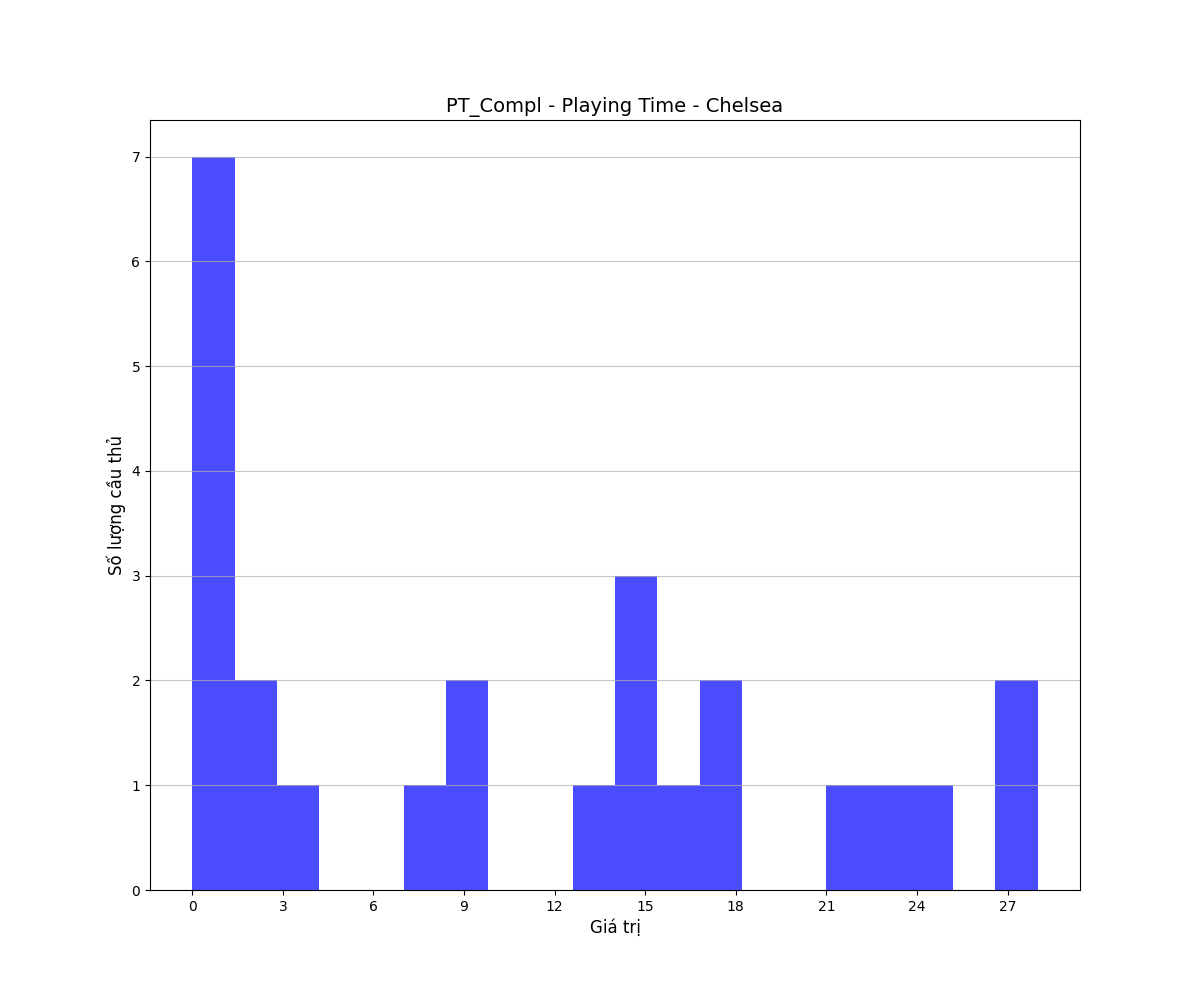 PT_Compl - Playing Time - Chelsea
7
6
5
4
3
2
1
0
Số lượng cầu thủ
0 3 6 9 12 15 18 21 24 27
Giá trị